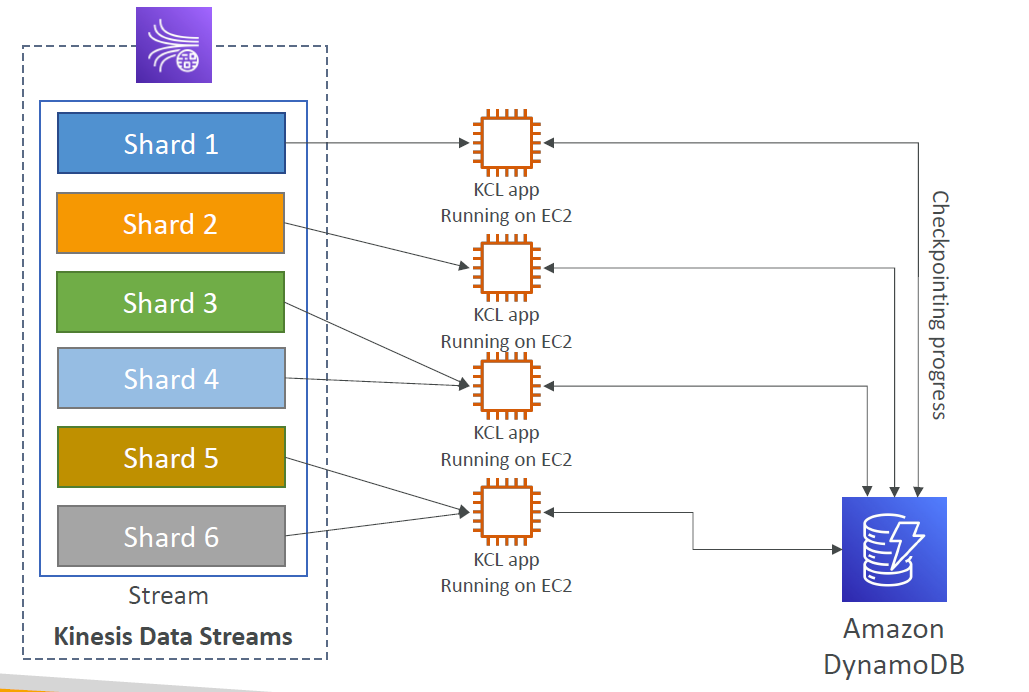 Shard 1
Shard 2
Shard 3
Shard 4
Shard 5
Shard 6
Stream
Kinesis Data Streams
KCL app
Running on EC2
KCL app
Running on EC2
KCL app
Running on EC2
KCL app
Running on EC2
Checkpointing progress
Amazon
DynamoDB